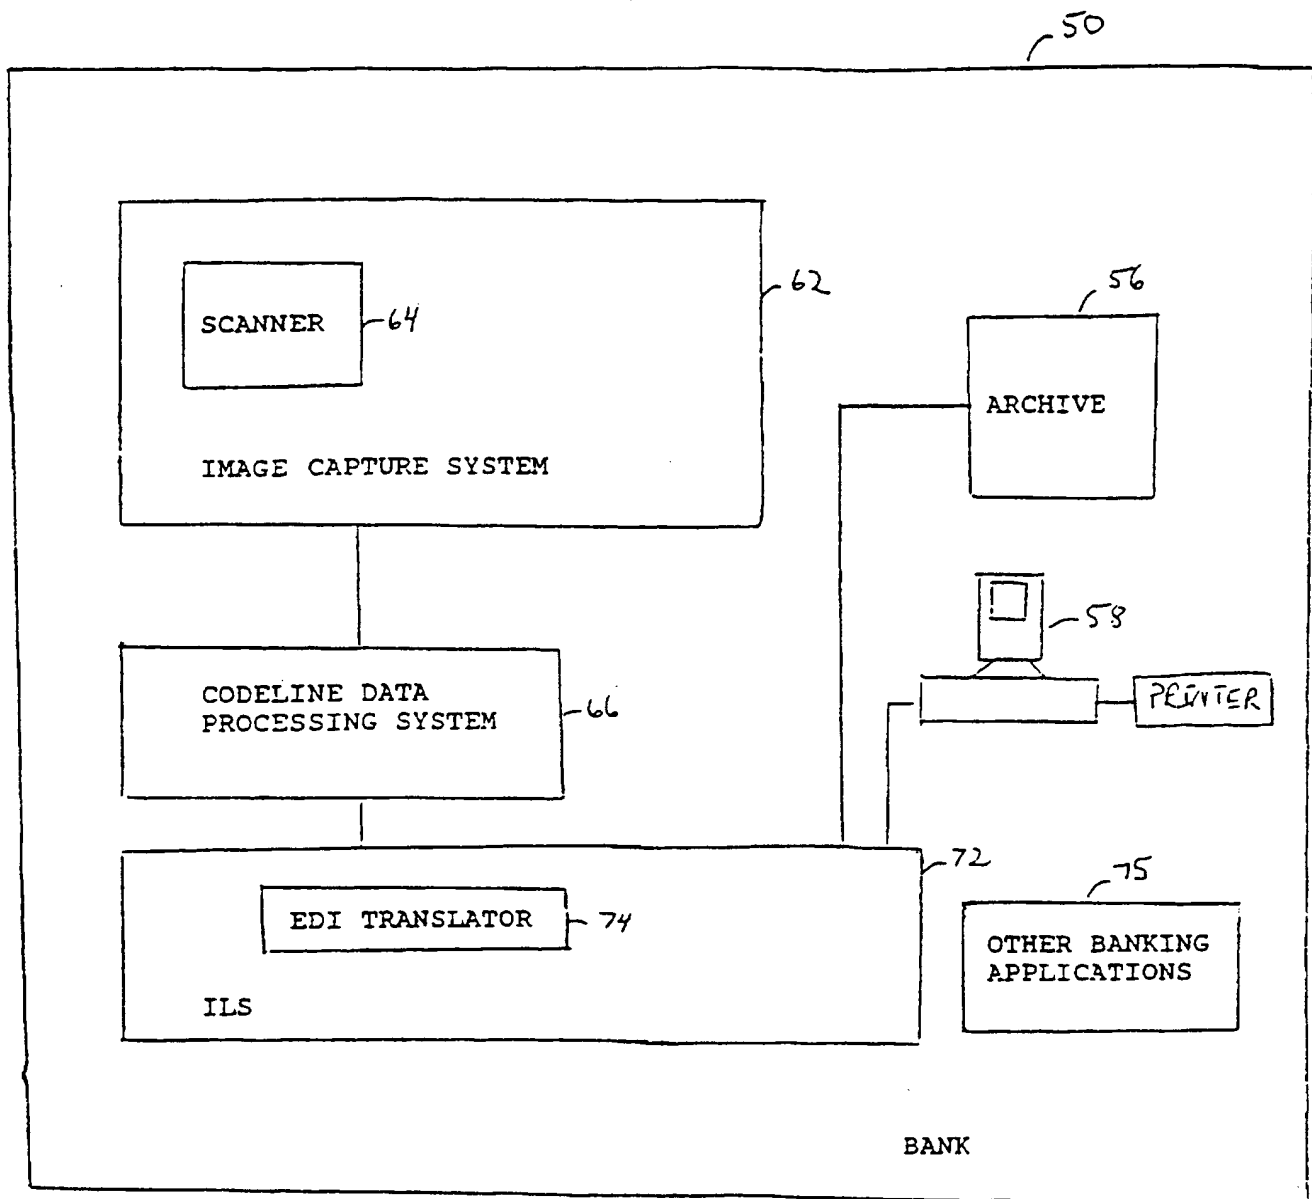 50
62
SCANNER
64
IMAGE CAPTURE SYSTEM
56
ARCHIVE
58
PRINTER
CODELINE DATA
PROCESSING SYSTEM
66
72
EDI TRANSLATOR
74
ILS
75
OTHER BANKING
APPLICATIONS
BANK